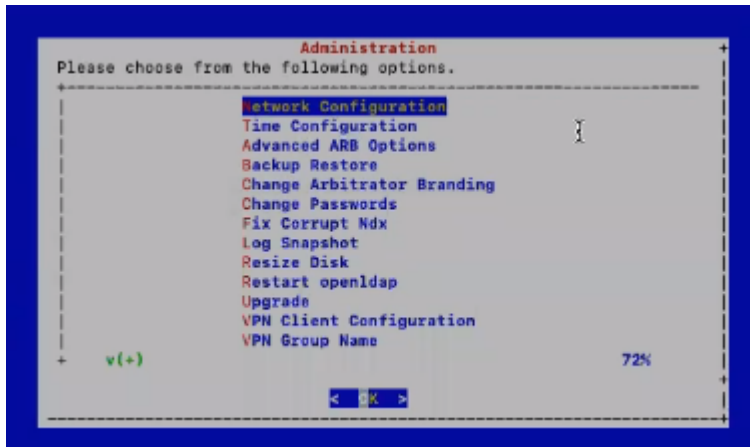 Administration
Please choose from the following options.
Network Configuration
Time Configuration
Advanced ARB Options
Backup Restore
Change Arbitrator Branding
Change Passwords
Fix Corrupt Ndx
Log Snapshot
Resize Disk
Restart openldap
Upgrade
VPN Client Configuration
VPN Group Name
v(+) 72%
< OK >